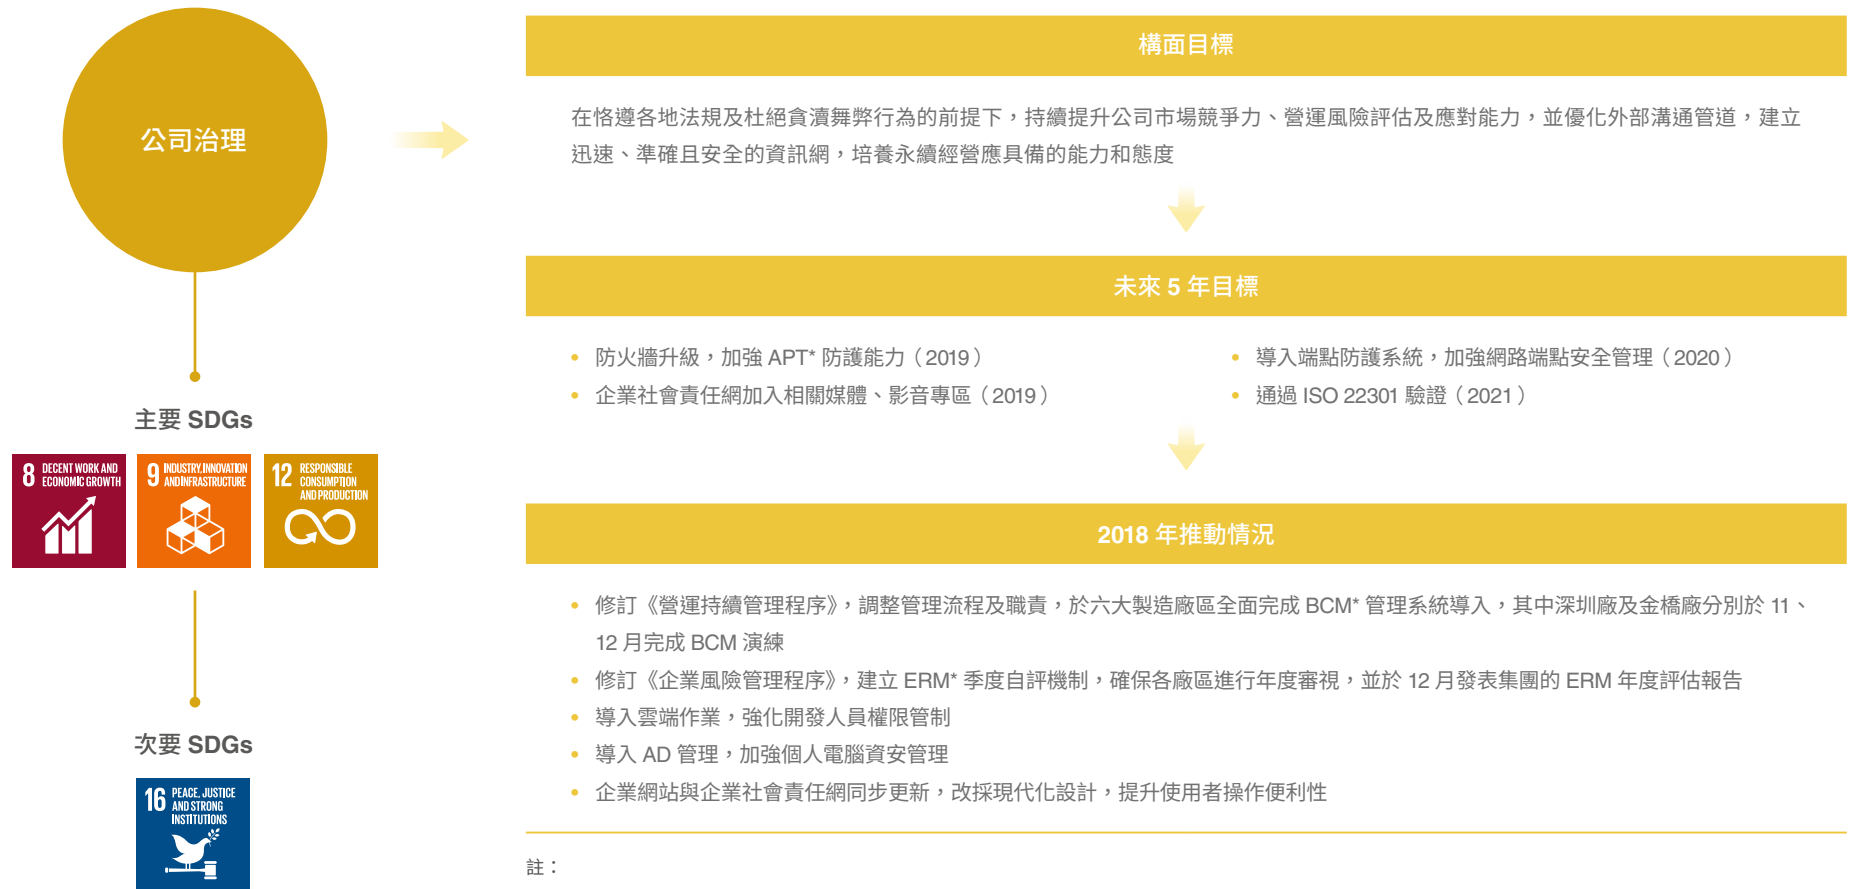 公司治理
主要 SDGs
8 DECENT WORK AND
ECONOMIC GROWTH
9 INDUSTRY, INNOVATION
AND INFRASTRUCTURE
12 RESPONSIBLE
CONSUMPTION
AND PRODUCTION
次要 SDGs
16 PEACE, JUSTICE
AND STRONG
INSTITUTIONS
構面目標
在恪遵各地法規及杜絕貪瀆舞弊行為的前提下，持續提升公司市場競爭力、營運風險評估及應對能力，並優化外部溝通管道，建立
迅速、準確且安全的資訊網，培養永續經營應具備的能力和態度
未來 5 年目標
• 防火牆升級，加強 APT* 防護能力（2019）
• 企業社會責任網加入相關媒體、影音專區（2019）
• 導入端點防護系統，加強網路端點安全管理（2020）
• 通過 ISO 22301 驗證（2021）
2018 年推動情況
• 修訂《營運持續管理程序》，調整管理流程及職責，於六大製造廠區全面完成 BCM* 管理系統導入，其中深圳廠及金橋廠分別於 11、
12 月完成 BCM 演練
• 修訂《企業風險管理程序》，建立 ERM* 季度自評機制，確保各廠區進行年度審視，並於 12 月發表集團的 ERM 年度評估報告
• 導入雲端作業，強化開發人員權限管制
• 導入 AD 管理，加強個人電腦資安管理
• 企業網站與企業社會責任網同步更新，改採現代化設計，提升使用者操作便利性
註：